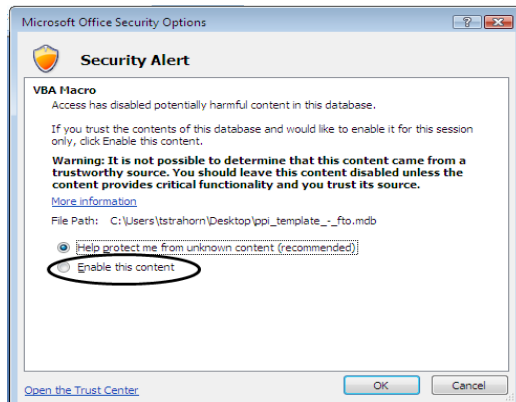 Microsoft Office Security Options
Security Alert
VBA Macro
Access has disabled potentially harmful content in this database.
If you trust the contents of this database and would like to enable it for this session
only, click Enable this content.
Warning: It is not possible to determine that this content came from a
trustworthy source. You should leave this content disabled unless the
content provides critical functionality and you trust its source.
More information
File Path: C:\Users\tstrahorn\Desktop\ppi_template_-_fto.mdb
Help protect me from unknown content (recommended)
Enable this content
Open the Trust Center
OK
Cancel